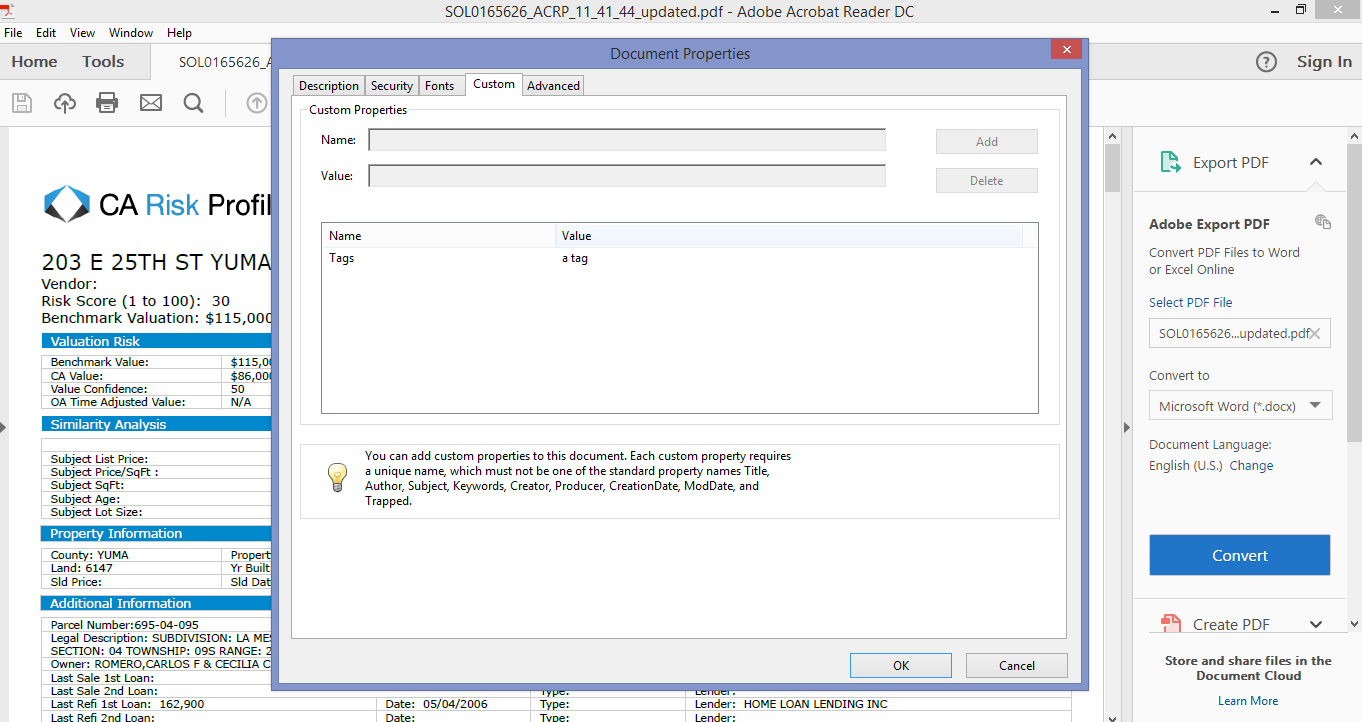 SOL0165626_ACRP_11_41_44_updated.pdf - Adobe Acrobat Reader DC
File Edit View Window Help
Home Tools SOL0165626_A
? Sign In
Document Properties
Description Security Fonts Custom Advanced
Custom Properties
Name: Add
Value: Delete
Name Value
Tags a tag
You can add custom properties to this document. Each custom property requires
a unique name, which must not be one of the standard property names Title,
Author, Subject, Keywords, Creator, Producer, CreationDate, ModDate, and
Trapped.
OK Cancel
CA Risk Profil
203 E 25TH ST YUMA
Vendor:
Risk Score (1 to 100): 30
Benchmark Valuation: $115,000
Valuation Risk
Benchmark Value: $115,0
CA Value: $86,000
Value Confidence: 50
OA Time Adjusted Value: N/A
Similarity Analysis
Subject List Price:
Subject Price/SqFt :
Subject SqFt:
Subject Age:
Subject Lot Size:
Property Information
County: YUMA Propert
Land: 6147 Yr Built
Sld Price: Sld Dat
Additional Information
Parcel Number:695-04-095
Legal Description: SUBDIVISION: LA MES
SECTION: 04 TOWNSHIP: 09S RANGE: 2
Owner: ROMERO,CARLOS F & CECILIA C
Last Sale 1st Loan:
Last Sale 2nd Loan: Type: Lender:
Last Refi 1st Loan: 162,900 Date: 05/04/2006 Type: Lender: HOME LOAN LENDING INC
Last Refi 2nd Loan: Date: Type: Lender:
Export PDF
Adobe Export PDF
Convert PDF Files to Word
or Excel Online
Select PDF File
SOL0165626...updated.pdf
Convert to
Microsoft Word (*.docx)
Document Language:
English (U.S.) Change
Convert
Create PDF
Store and share files in the
Document Cloud
Learn More